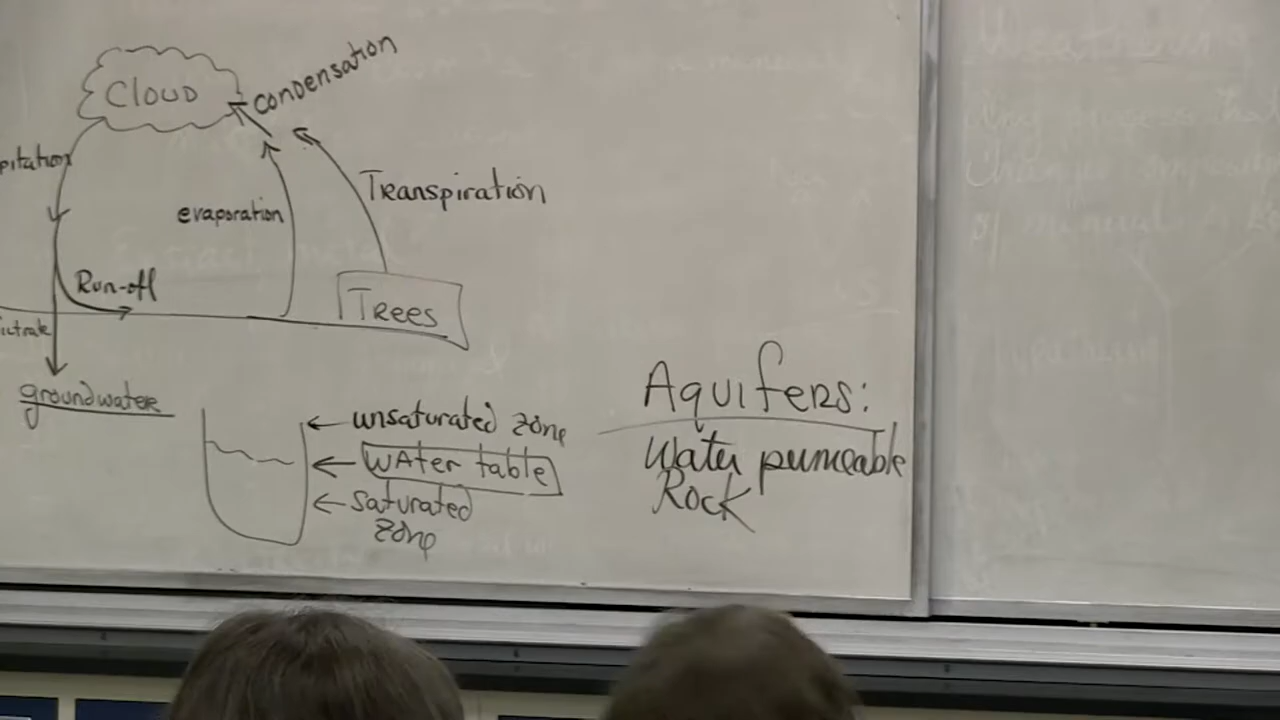 Cloud
condensation
pitation
Transpiration
evaporation
Run-off
Trees
groundwater
unsaturated zone
water table
saturated
zone
Aquifers:
Water permeable
Rock